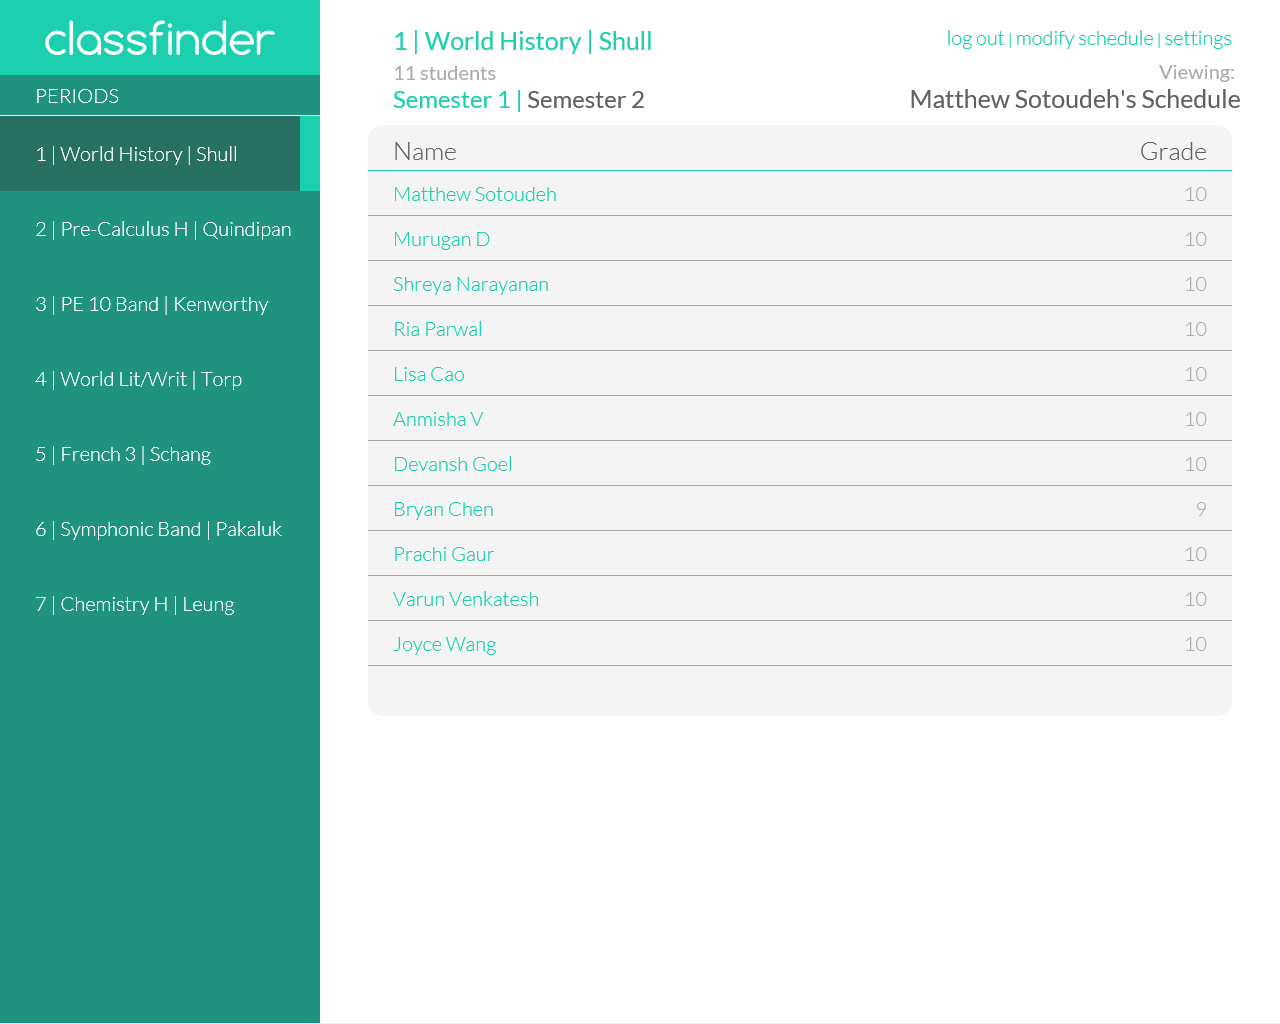 classfinder
PERIODS
1 | World History | Shull
2 | Pre-Calculus H | Quindipan
3 | PE 10 Band | Kenworthy
4 | World Lit/Writ | Torp
5 | French 3 | Schang
6 | Symphonic Band | Pakaluk
7 | Chemistry H | Leung
1 | World History | Shull
11 students
Semester 1 | Semester 2
log out | modify schedule | settings
Viewing:
Matthew Sotoudeh's Schedule
Name Grade
Matthew Sotoudeh 10
Murugan D 10
Shreya Narayanan 10
Ria Parwal 10
Lisa Cao 10
Anmisha V 10
Devansh Goel 10
Bryan Chen 9
Prachi Gaur 10
Varun Venkatesh 10
Joyce Wang 10